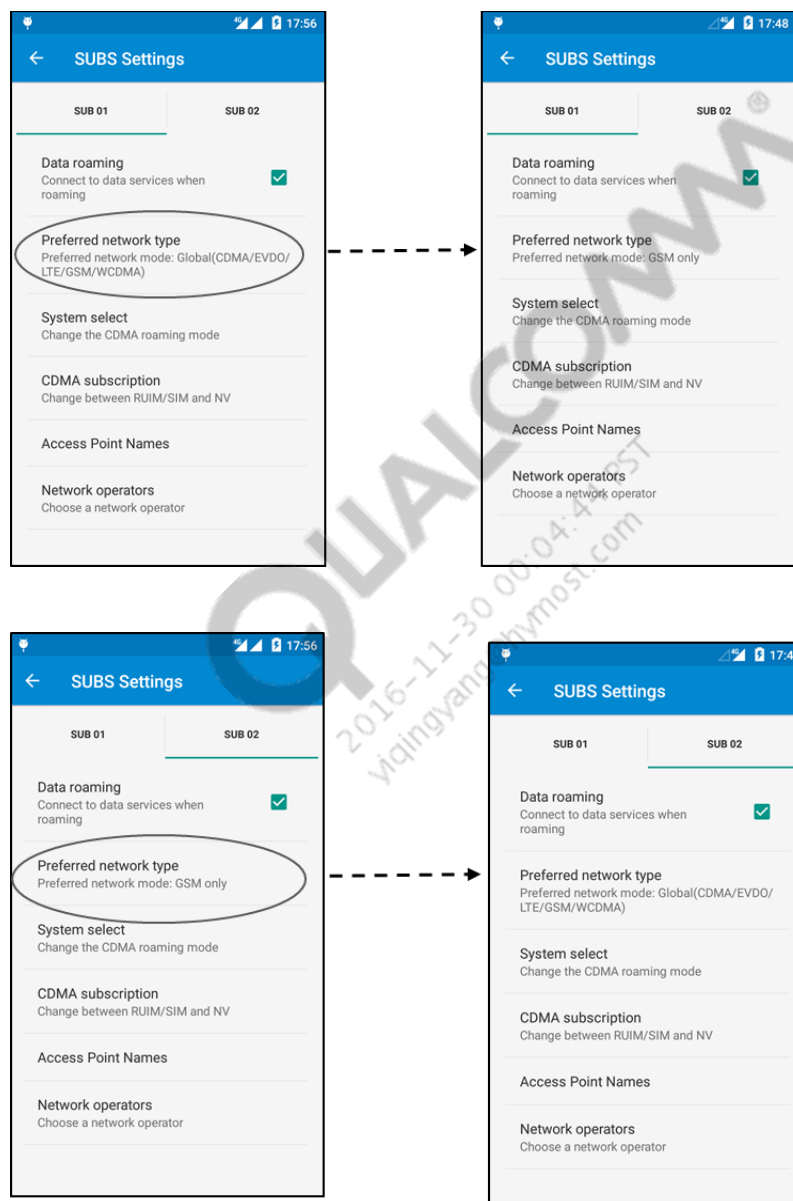 4G 17:56
SUBS Settings
SUB 01 SUB 02
Data roaming
Connect to data services when
roaming
Preferred network type
Preferred network mode: Global(CDMA/EVDO/
LTE/GSM/WCDMA)
System select
Change the CDMA roaming mode
CDMA subscription
Change between RUIM/SIM and NV
Access Point Names
Network operators
Choose a network operator
4G 17:48
SUBS Settings
SUB 01 SUB 02
Data roaming
Connect to data services when
roaming
Preferred network type
Preferred network mode: GSM only
System select
Change the CDMA roaming mode
CDMA subscription
Change between RUIM/SIM and NV
Access Point Names
Network operators
Choose a network operator
QUALCOMM
2016-11-30 00:04:44 PST
4G 17:56
SUBS Settings
SUB 01 SUB 02
Data roaming
Connect to data services when
roaming
Preferred network type
Preferred network mode: GSM only
System select
Change the CDMA roaming mode
CDMA subscription
Change between RUIM/SIM and NV
Access Point Names
Network operators
Choose a network operator
4G 17:4
SUBS Settings
SUB 01 SUB 02
Data roaming
Connect to data services when
roaming
Preferred network type
Preferred network mode: Global(CDMA/EVDO/
LTE/GSM/WCDMA)
System select
Change the CDMA roaming mode
CDMA subscription
Change between RUIM/SIM and NV
Access Point Names
Network operators
Choose a network operator